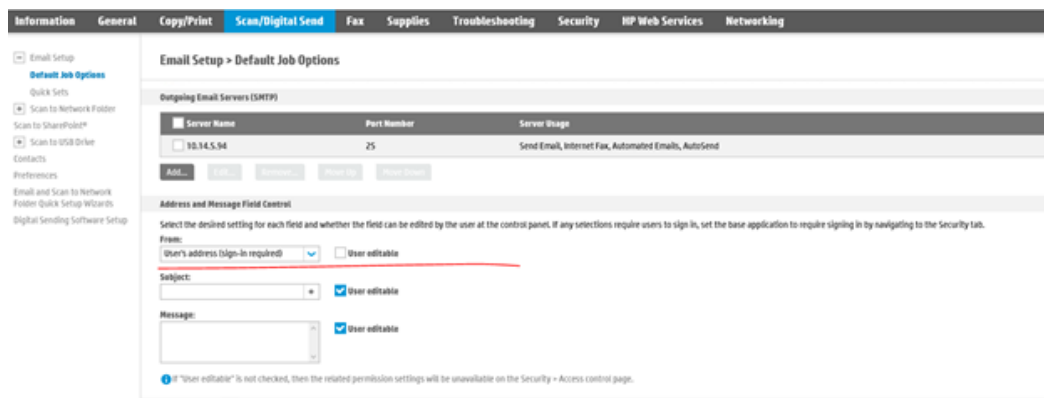 Information General Copy/Print Scan/Digital Send Fax Supplies Troubleshooting Security HP Web Services Networking
Email Setup
Default Job Options
Quick Sets
Scan to Network Folder
Scan to SharePoint®
Scan to USB Drive
Contacts
Preferences
Email and Scan to Network
Folder Quick Setup Wizards
Digital Sending Software Setup
Email Setup > Default Job Options
Outgoing Email Servers (SMTP)
Server Name Port Number Server Usage
10.14.5.94 25 Send Email, Internet Fax, Automated Emails, AutoSend
Add... Edit... Remove... Move Up Move Down
Address and Message Field Control
Select the desired setting for each field and whether the field can be edited by the user at the control panel. If any selections require users to sign in, set the base application to require signing in by navigating to the Security tab.
From:
User's address (sign-in required) User editable
Subject:
User editable
Message:
User editable
If "User editable" is not checked, then the related permission settings will be unavailable on the Security > Access control page.